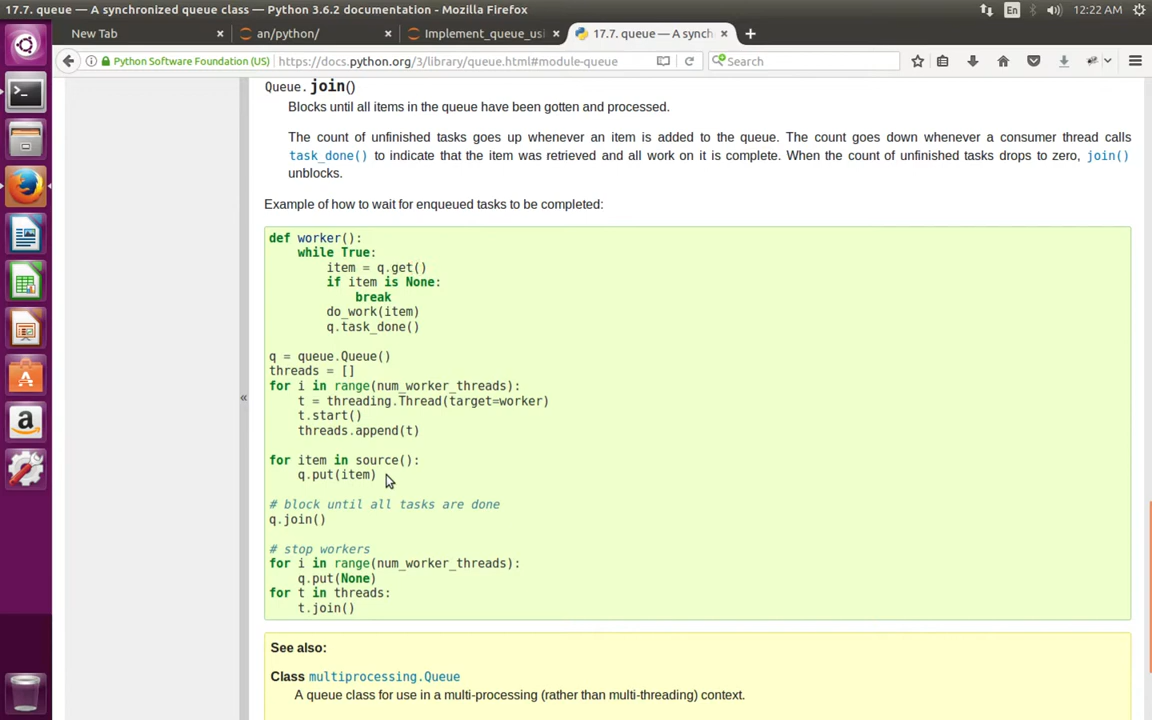 17.7. queue — A synchronized queue class — Python 3.6.2 documentation - Mozilla Firefox
En
12:22 AM
New Tab
an/python/
Implement_queue_usi
17.7. queue — A synch
Python Software Foundation (US)
https://docs.python.org/3/library/queue.html#module-queue
Search
Queue.join()
Blocks until all items in the queue have been gotten and processed.
The count of unfinished tasks goes up whenever an item is added to the queue. The count goes down whenever a consumer thread calls
task_done() to indicate that the item was retrieved and all work on it is complete. When the count of unfinished tasks drops to zero, join()
unblocks.
Example of how to wait for enqueued tasks to be completed:
def worker():
    while True:
        item = q.get()
        if item is None:
            break
        do_work(item)
        q.task_done()
q = queue.Queue()
threads = []
for i in range(num_worker_threads):
    t = threading.Thread(target=worker)
    t.start()
    threads.append(t)
for item in source():
    q.put(item)
# block until all tasks are done
q.join()
# stop workers
for i in range(num_worker_threads):
    q.put(None)
for t in threads:
    t.join()
«
See also:
Class multiprocessing.Queue
A queue class for use in a multi-processing (rather than multi-threading) context.